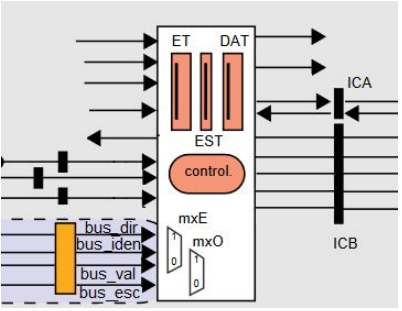 ET DAT
EST
ICA
control.
mxE
1
0
mxO
1
0
bus_dir
bus_iden
bus_val
bus_esc
ICB